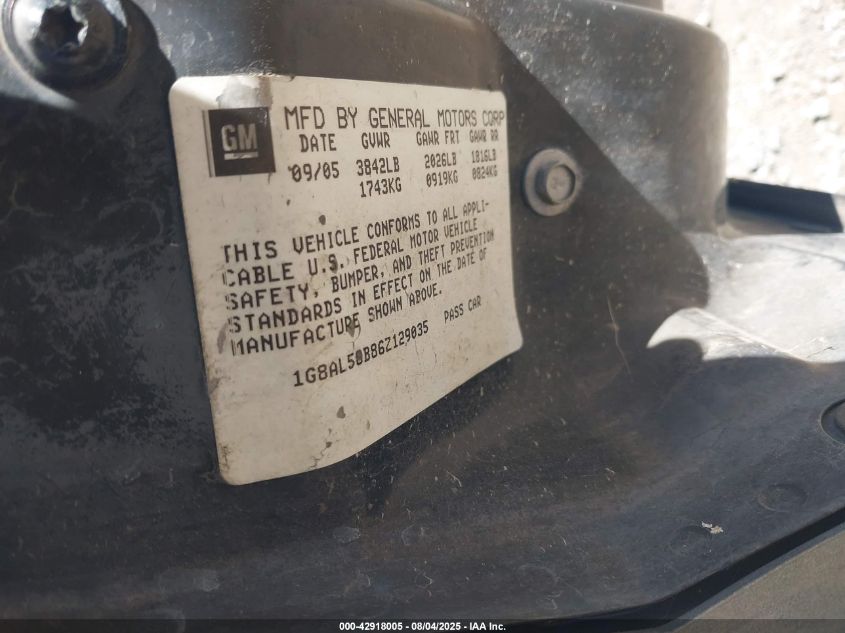 GM
MFD BY GENERAL MOTORS CORP
DATE GVWR GAWR FRT GAWR RR
09/05 3842LB 2026LB 1816LB
1743KG 0919KG 0824KG
THIS VEHICLE CONFORMS TO ALL APPLI-
CABLE U.S. FEDERAL MOTOR VEHICLE
SAFETY, BUMPER, AND THEFT PREVENTION
STANDARDS IN EFFECT ON THE DATE OF
MANUFACTURE SHOWN ABOVE.
1G8AL58B86Z129035 PASS CAR
000-42918005 - 08/04/2025 - IAA Inc.